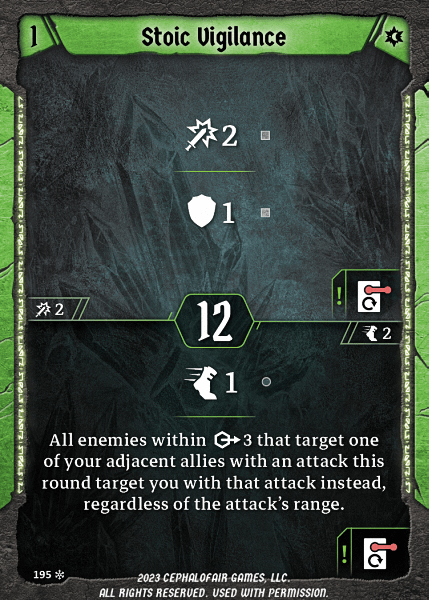 1
Stoic Vigilance
2
1
!
2
12
2
1
All enemies within 3 that target one
of your adjacent allies with an attack this
round target you with that attack instead,
regardless of the attack's range.
!
195
2023 CEPHALOFAIR GAMES, LLC.
ALL RIGHTS RESERVED. USED WITH PERMISSION.